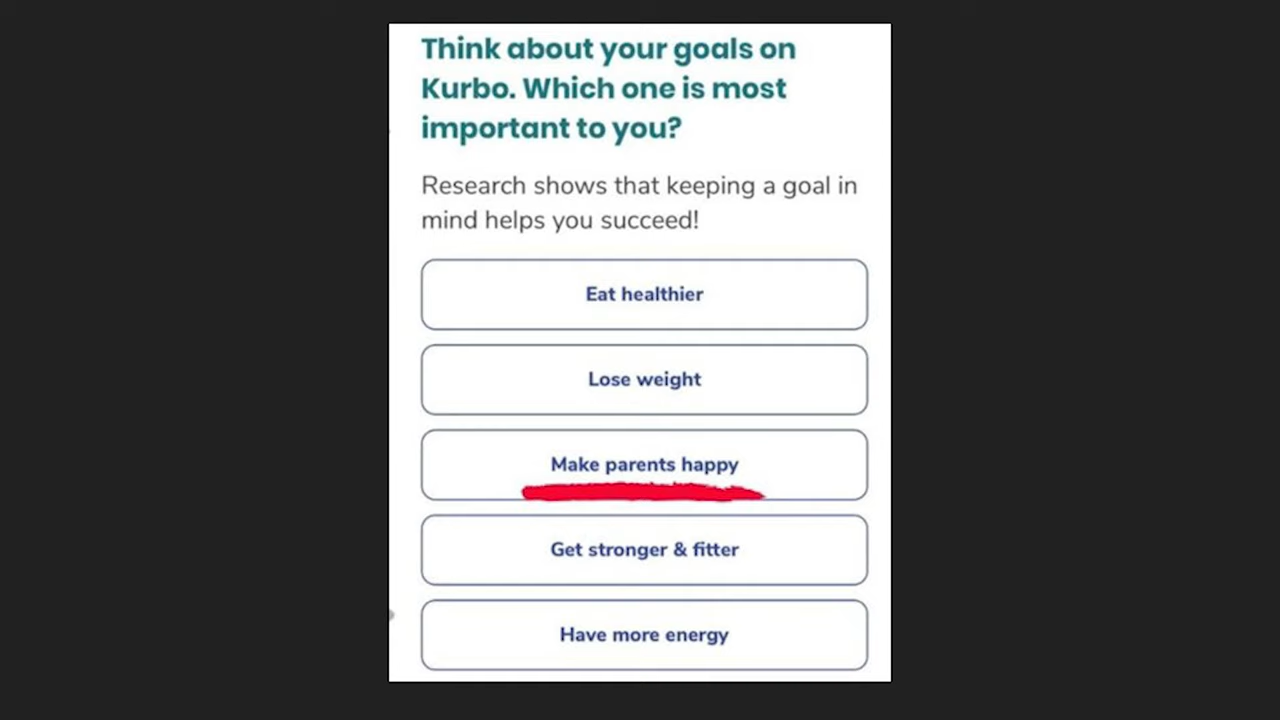 Think about your goals on
Kurbo. Which one is most
important to you?
Research shows that keeping a goal in
mind helps you succeed!
Eat healthier
Lose weight
Make parents happy
Get stronger & fitter
Have more energy